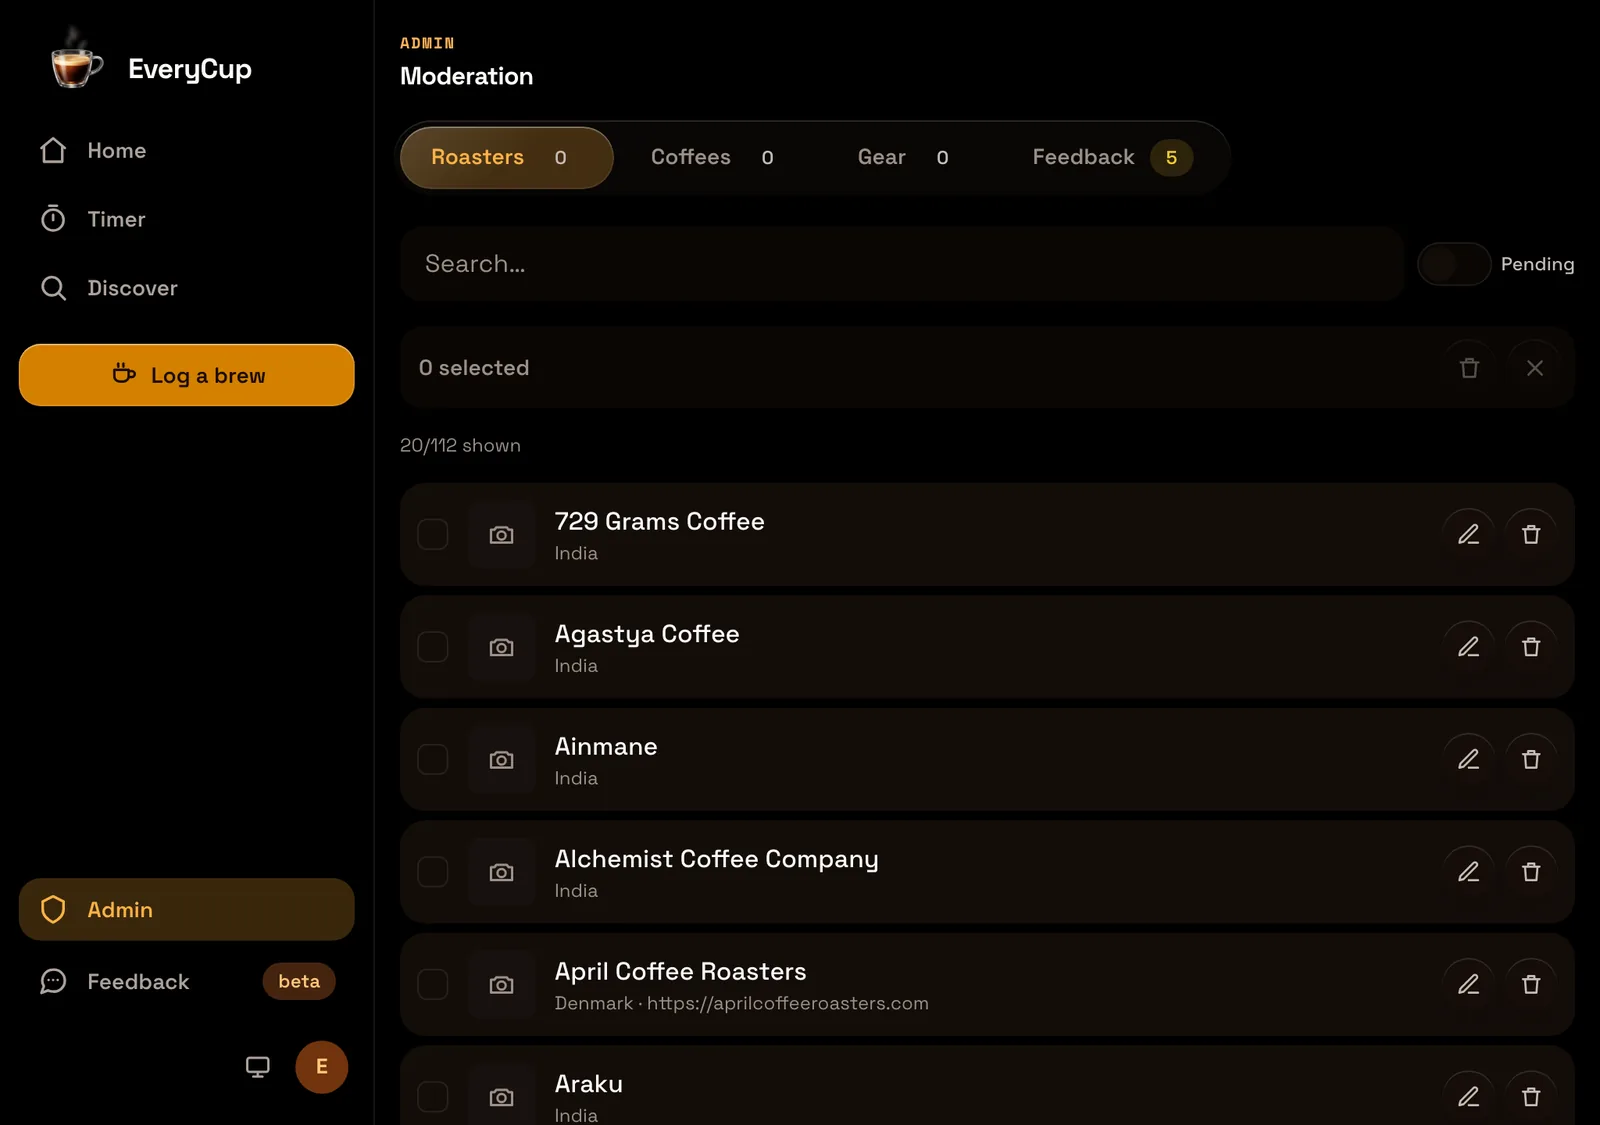 EveryCup
Home
Timer
Discover
Log a brew
Admin
Feedback beta
E
ADMIN
Moderation
Roasters 0 Coffees 0 Gear 0 Feedback 5
Search...
Pending
0 selected
20/112 shown
729 Grams Coffee
India
Agastya Coffee
India
Ainmane
India
Alchemist Coffee Company
India
April Coffee Roasters
Denmark · https://aprilcoffeeroasters.com
Araku
India